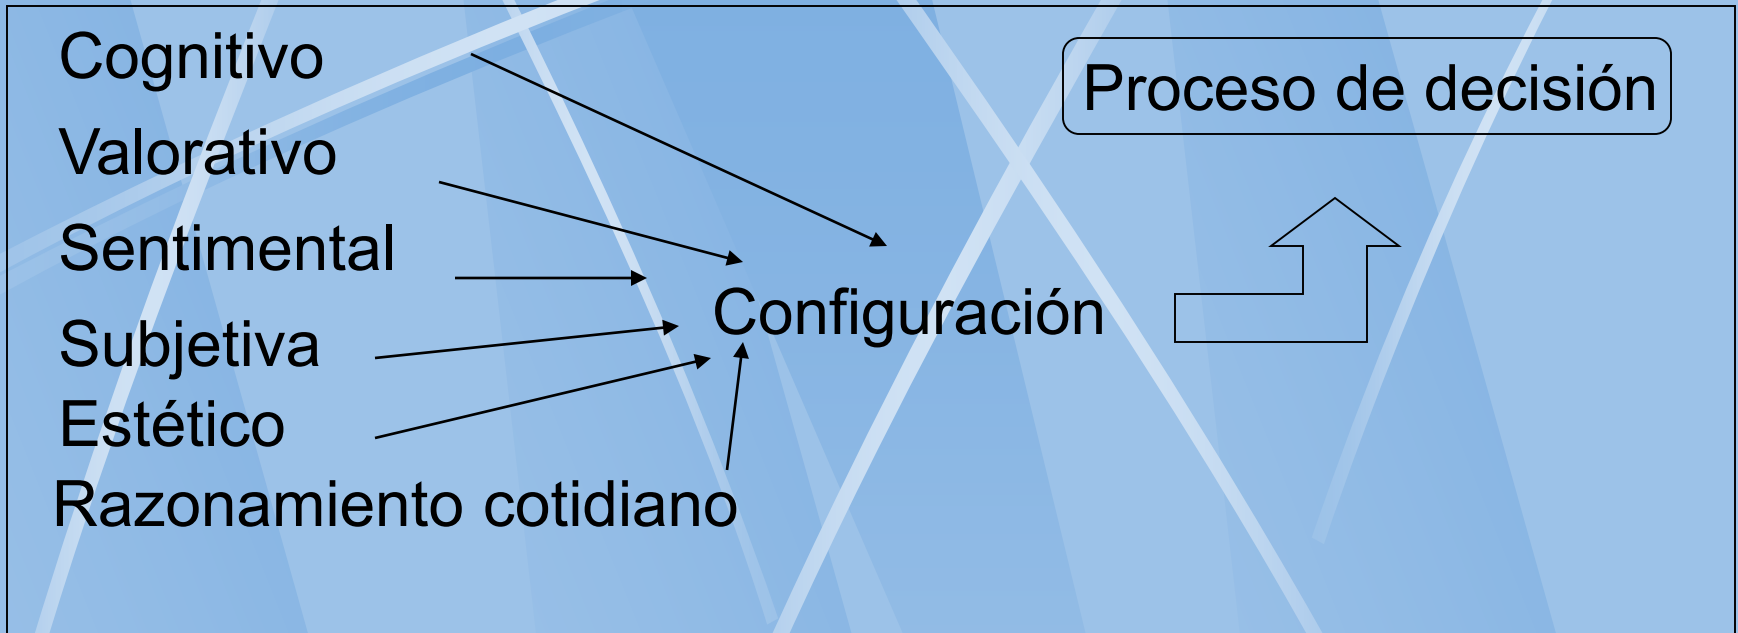 Cognitivo
Proceso de decisión
Valorativo
Sentimental
Configuración
Subjetiva
Estético
Razonamiento cotidiano